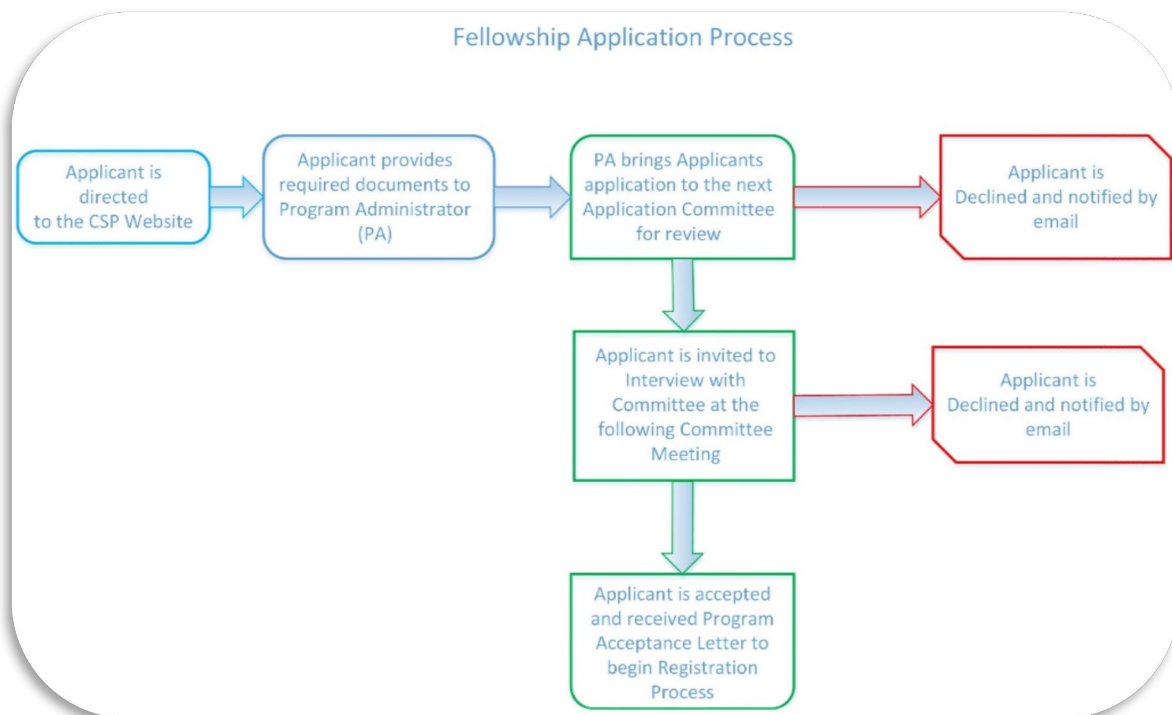 Fellowship Application Process
Applicant is
directed
to the CSP Website
Applicant provides
required documents to
Program Administrator
(PA)
PA brings Applicants
application to the next
Application Committee
for review
Applicant is
Declined and notified by
email
Applicant is invited to
Interview with
Committee at the
following Committee
Meeting
Applicant is
Declined and notified by
email
Applicant is accepted
and received Program
Acceptance Letter to
begin Registration
Process